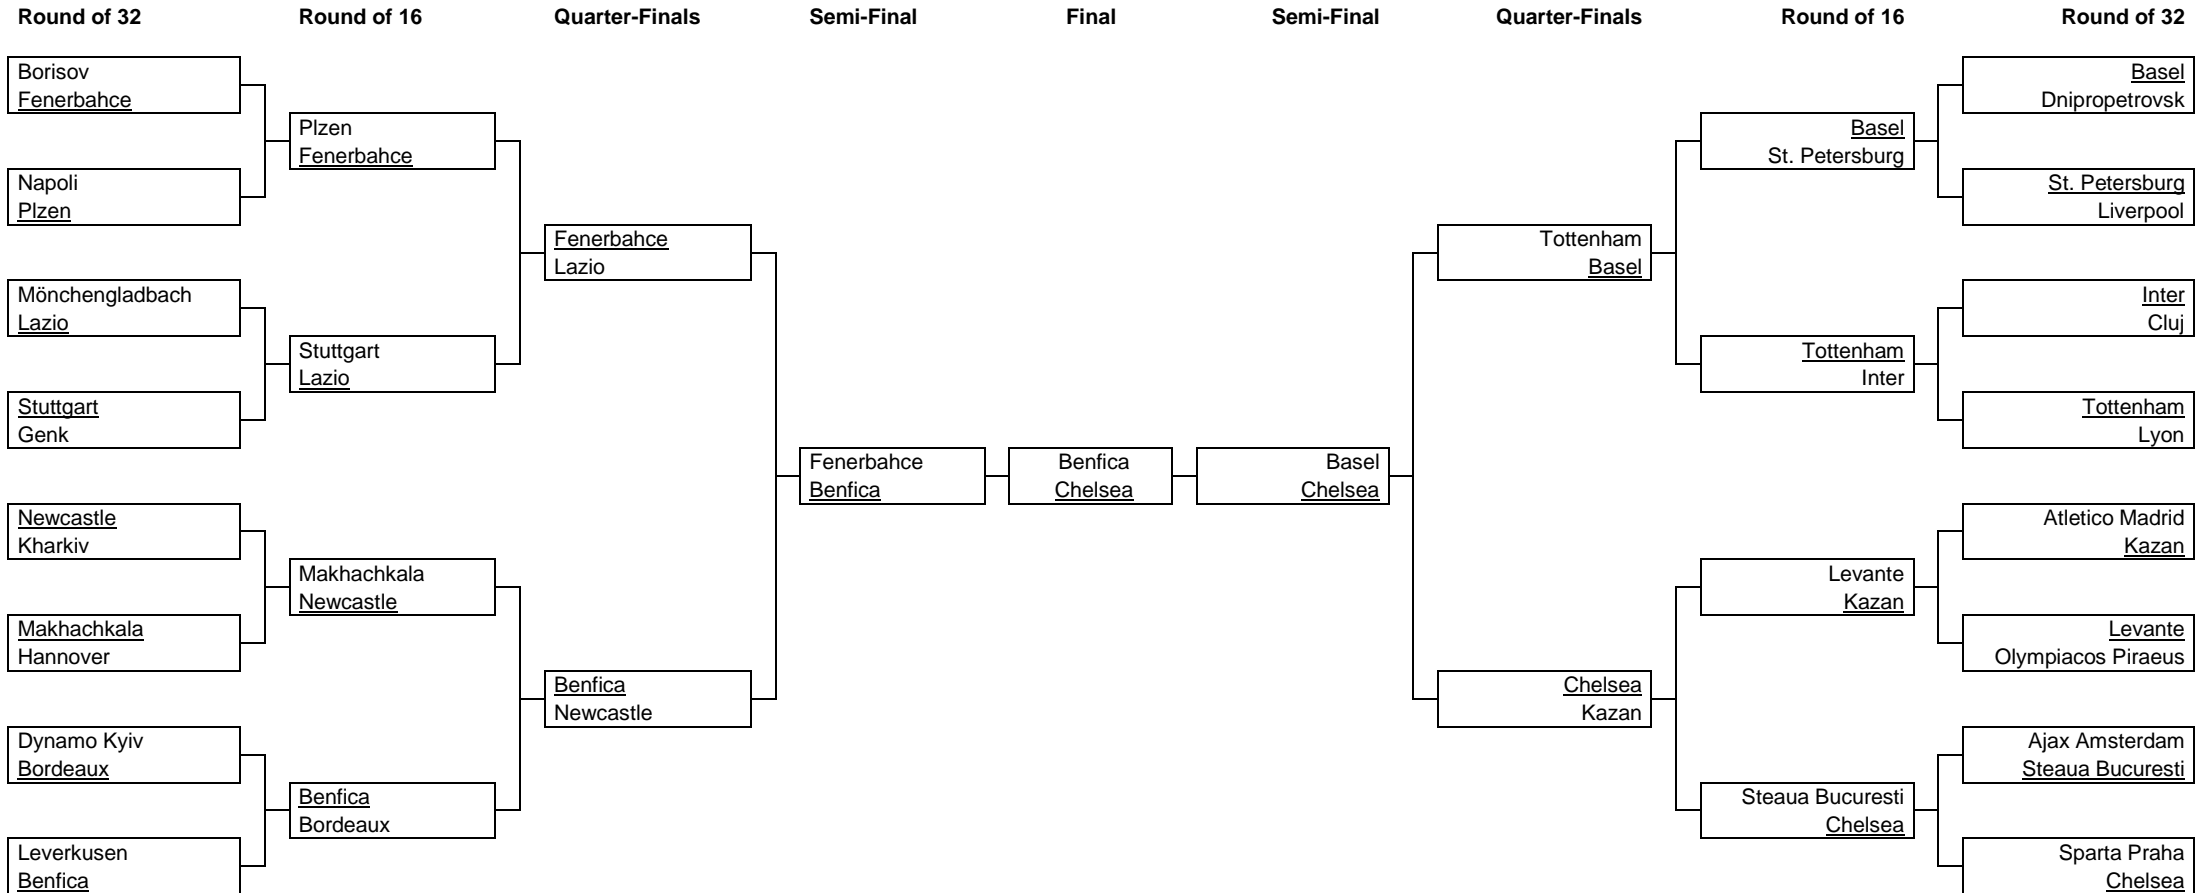 Round of 32
Round of 16
Quarter-Finals
Semi-Final
Final
Semi-Final
Quarter-Finals
Round of 16
Round of 32
Borisov
Fenerbahce
Napoli
Plzen
Mönchengladbach
Lazio
Stuttgart
Genk
Newcastle
Kharkiv
Makhachkala
Hannover
Dynamo Kyiv
Bordeaux
Leverkusen
Benfica
Plzen
Fenerbahce
Stuttgart
Lazio
Makhachkala
Newcastle
Benfica
Bordeaux
Fenerbahce
Lazio
Benfica
Newcastle
Fenerbahce
Benfica
Benfica
Chelsea
Basel
Chelsea
Tottenham
Basel
Chelsea
Kazan
Basel
St. Petersburg
Tottenham
Inter
Levante
Kazan
Steaua Bucuresti
Chelsea
Basel
Dnipropetrovsk
St. Petersburg
Liverpool
Inter
Cluj
Tottenham
Lyon
Atletico Madrid
Kazan
Levante
Olympiacos Piraeus
Ajax Amsterdam
Steaua Bucuresti
Sparta Praha
Chelsea